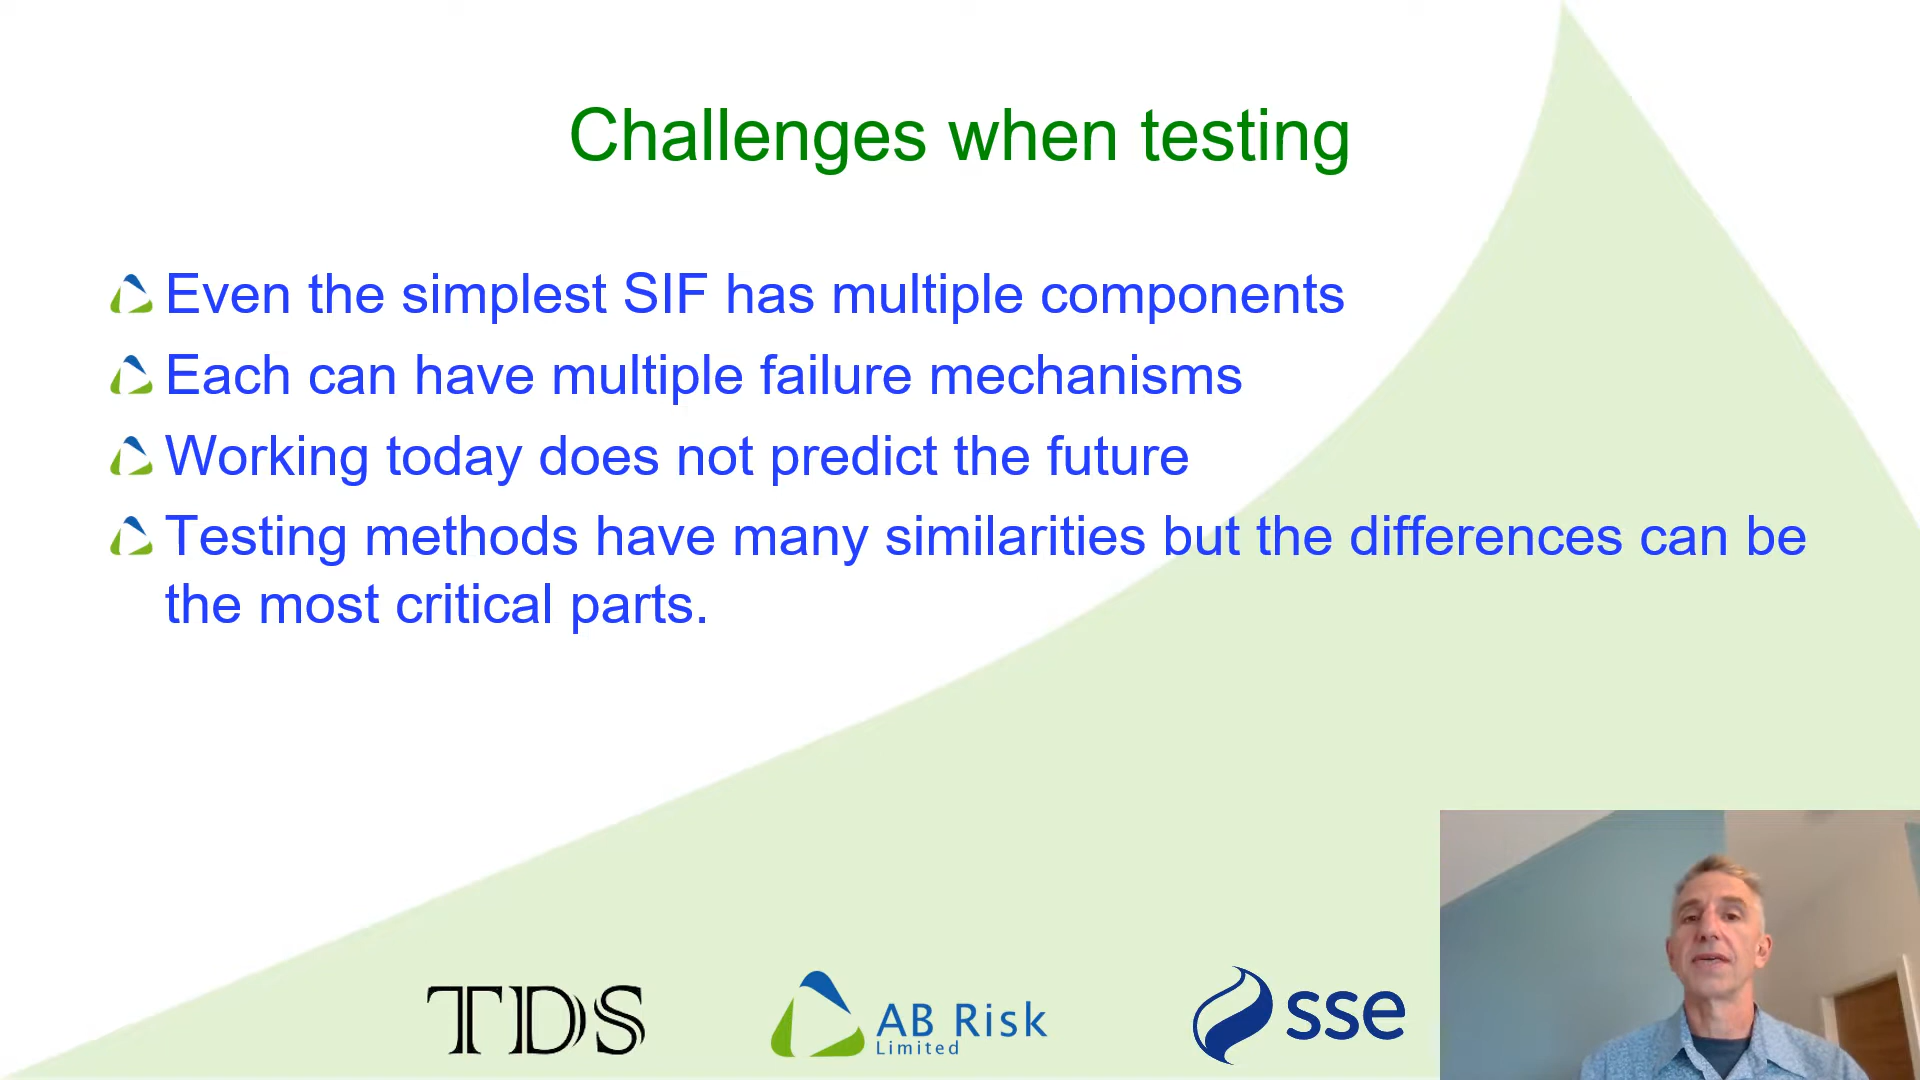 Challenges when testing
Even the simplest SIF has multiple components
Each can have multiple failure mechanisms
Working today does not predict the future
Testing methods have many similarities but the differences can be
the most critical parts.
TDS
AB Risk
Limited
sse